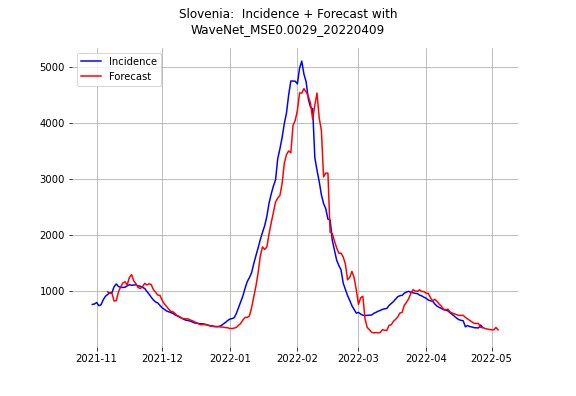 Slovenia:  Incidence + Forecast with
WaveNet_MSE0.0029_20220409
Incidence
Forecast
5000
4000
3000
2000
1000
2021-11 2021-12 2022-01 2022-02 2022-03 2022-04 2022-05